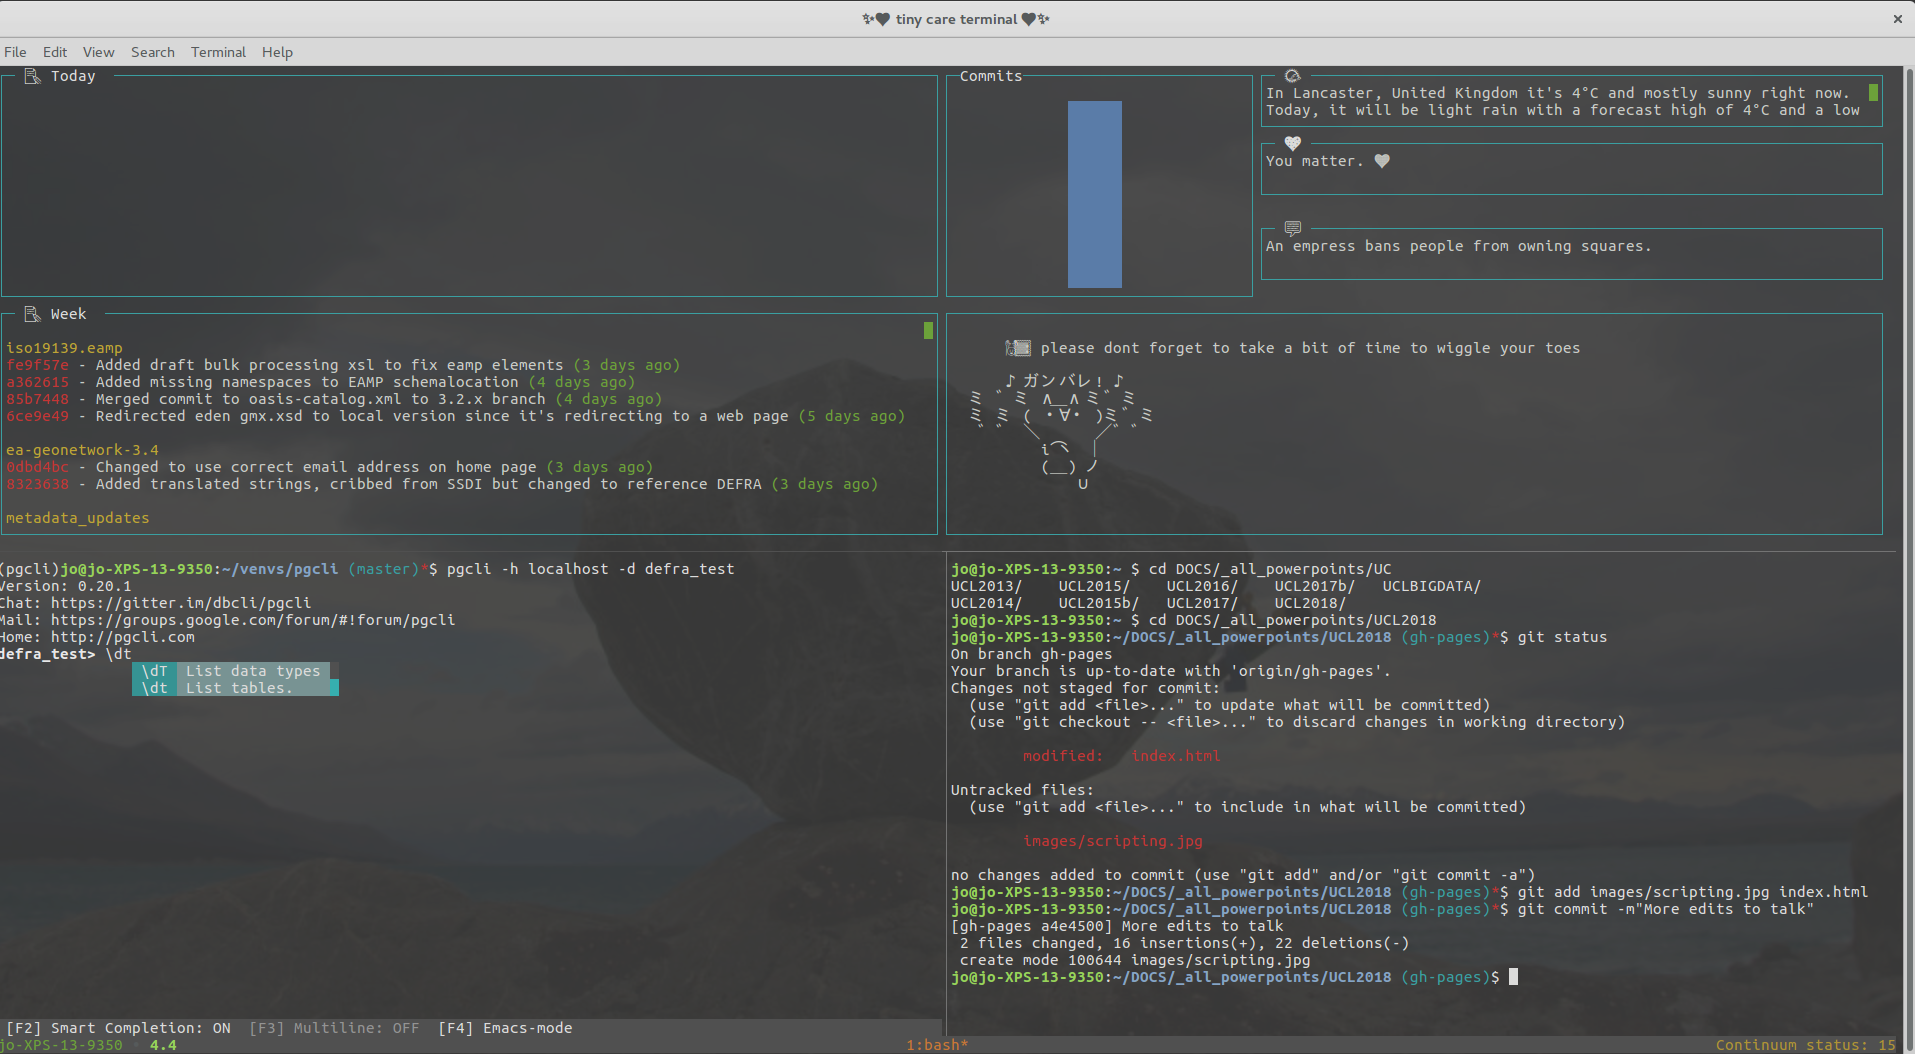 tiny care terminal
File Edit View Search Terminal Help
Today
Commits
In Lancaster, United Kingdom it's 4°C and mostly sunny right now.
Today, it will be light rain with a forecast high of 4°C and a low
You matter.
An empress bans people from owning squares.
Week
iso19139.eamp
fe9f57e - Added draft bulk processing xsl to fix eamp elements (3 days ago)
a362615 - Added missing namespaces to EAMP schemalocation (4 days ago)
85b7448 - Merged commit to oasis-catalog.xml to 3.2.x branch (4 days ago)
6ce9e49 - Redirected eden gmx.xsd to local version since it's redirecting to a web page (5 days ago)
ea-geonetwork-3.4
0dbd4bc - Changed to use correct email address on home page (3 days ago)
8323638 - Added translated strings, cribbed from SSDI but changed to reference DEFRA (3 days ago)
metadata_updates
please dont forget to take a bit of time to wiggle your toes
♪ ガンバレ! ♪
(pgcli)jo@jo-XPS-13-9350:~/venvs/pgcli (master)*$ pgcli -h localhost -d defra_test
Version: 0.20.1
Chat: https://gitter.im/dbcli/pgcli
Mail: https://groups.google.com/forum/#!forum/pgcli
Home: http://pgcli.com
defra_test> \dt
\dT List data types
\dt List tables.
[F2] Smart Completion: ON [F3] Multiline: OFF [F4] Emacs-mode
jo@jo-XPS-13-9350:~ $ cd DOCS/_all_powerpoints/UC
UCL2013/ UCL2015/ UCL2016/ UCL2017b/ UCLBIGDATA/
UCL2014/ UCL2015b/ UCL2017/ UCL2018/
jo@jo-XPS-13-9350:~ $ cd DOCS/_all_powerpoints/UCL2018
jo@jo-XPS-13-9350:~/DOCS/_all_powerpoints/UCL2018 (gh-pages)*$ git status
On branch gh-pages
Your branch is up-to-date with 'origin/gh-pages'.
Changes not staged for commit:
(use "git add <file>..." to update what will be committed)
(use "git checkout -- <file>..." to discard changes in working directory)
modified: index.html
Untracked files:
(use "git add <file>..." to include in what will be committed)
images/scripting.jpg
no changes added to commit (use "git add" and/or "git commit -a")
jo@jo-XPS-13-9350:~/DOCS/_all_powerpoints/UCL2018 (gh-pages)*$ git add images/scripting.jpg index.html
jo@jo-XPS-13-9350:~/DOCS/_all_powerpoints/UCL2018 (gh-pages)*$ git commit -m"More edits to talk"
[gh-pages a4e4500] More edits to talk
2 files changed, 16 insertions(+), 22 deletions(-)
create mode 100644 images/scripting.jpg
jo@jo-XPS-13-9350:~/DOCS/_all_powerpoints/UCL2018 (gh-pages)$
jo-XPS-13-9350 4.4 1:bash* Continuum status: 15